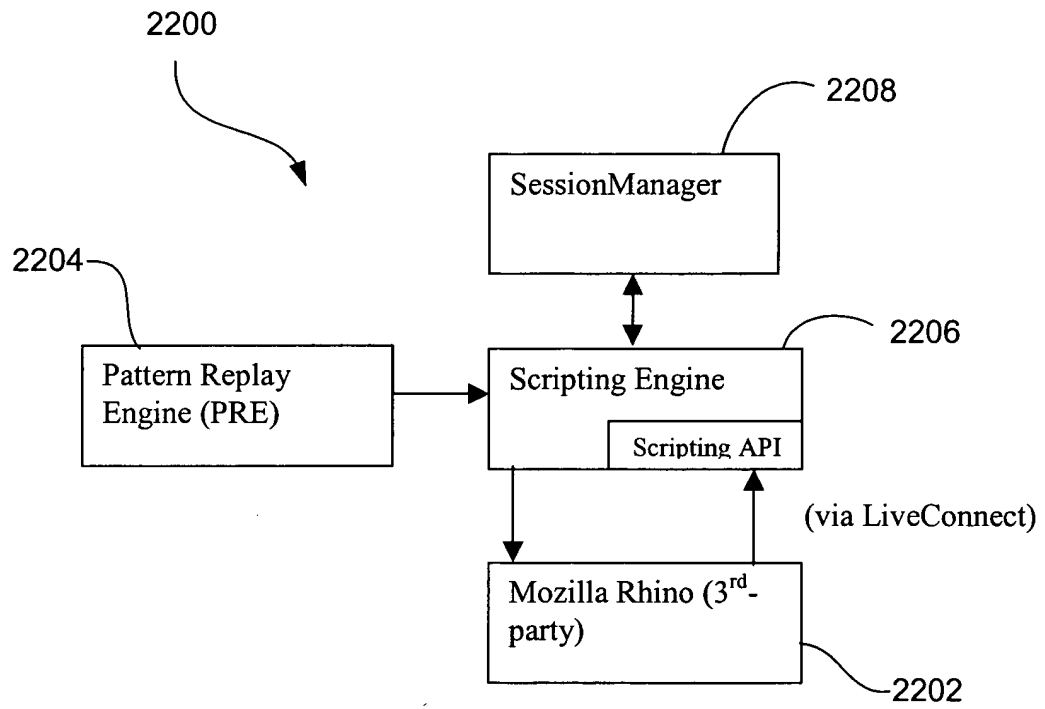 2200
2208
SessionManager
2204
2206
Pattern Replay
Engine (PRE)
Scripting Engine
Scripting API
(via LiveConnect)
Mozilla Rhino (3rd-
party)
2202